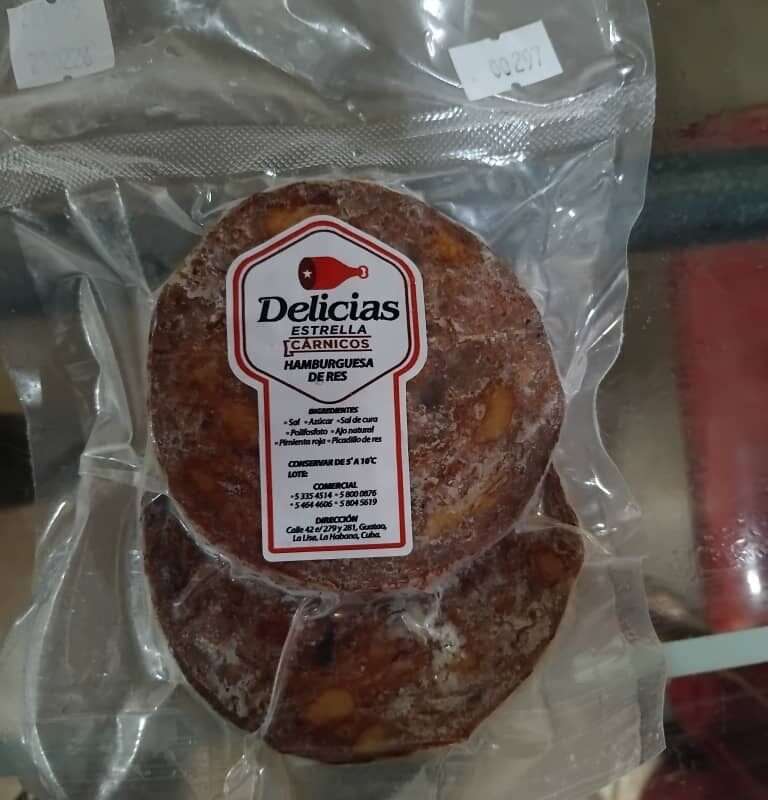 00297
Delicias
ESTRELLA
CÁRNICOS
HAMBURGUESA
DE RES
INGREDIENTES
• Sal • Azúcar • Sal de cura
• Polifosfato • Ajo natural
• Pimienta roja • Picadillo de res
CONSERVAR DE 5° A 10°C
LOTE:
COMERCIAL
• 5 335 4514 • 5 800 0876
• 5 464 4606 • 5 804 5619
DIRECCIÓN
Calle 42 e/ 279 y 281, Guatao,
La Lisa, La Habana, Cuba.